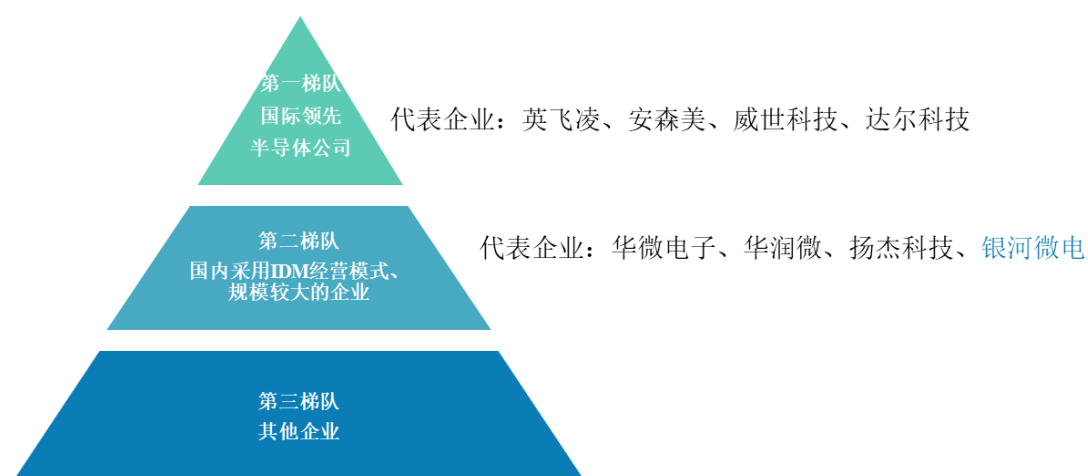 第一梯队
国际领先
半导体公司
代表企业：英飞凌、安森美、威世科技、达尔科技
第二梯队
国内采用IDM经营模式、
规模较大的企业
代表企业：华微电子、华润微、扬杰科技、银河微电
第三梯队
其他企业